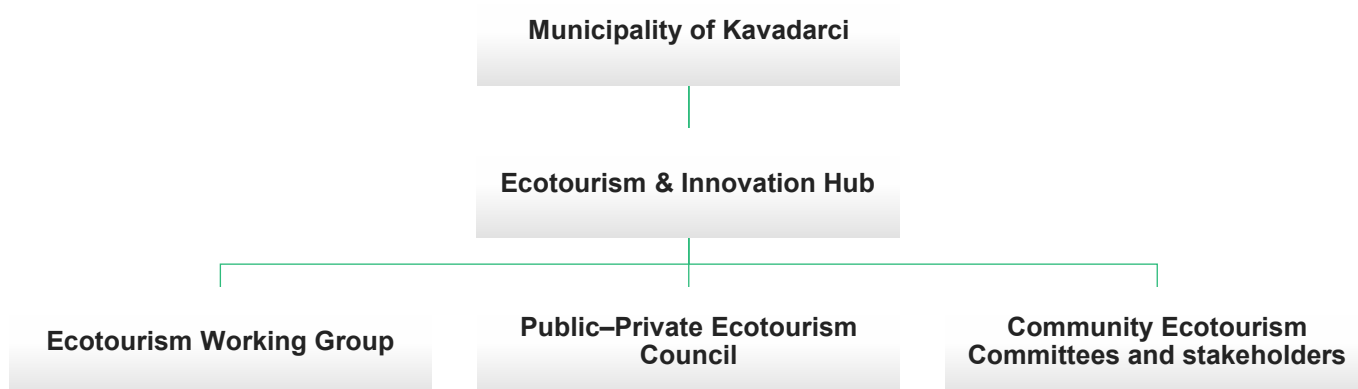 Municipality of Kavadarci
Ecotourism & Innovation Hub
Ecotourism Working Group
Public–Private Ecotourism
Council
Community Ecotourism
Committees and stakeholders